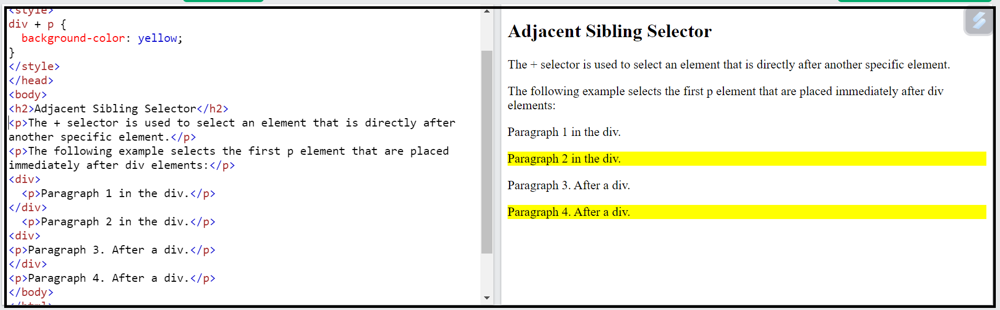 <style>
div + p {
  background-color: yellow;
}
</style>
</head>
<body>
<h2>Adjacent Sibling Selector</h2>
<p>The + selector is used to select an element that is directly after
another specific element.</p>
<p>The following example selects the first p element that are placed
immediately after div elements:</p>
<div>
  <p>Paragraph 1 in the div.</p>
</div>
  <p>Paragraph 2 in the div.</p>
<div>
<p>Paragraph 3. After a div.</p>
</div>
<p>Paragraph 4. After a div.</p>
</body>
</html>
Adjacent Sibling Selector
The + selector is used to select an element that is directly after another specific element.
The following example selects the first p element that are placed immediately after div
elements:
Paragraph 1 in the div.
Paragraph 2 in the div.
Paragraph 3. After a div.
Paragraph 4. After a div.